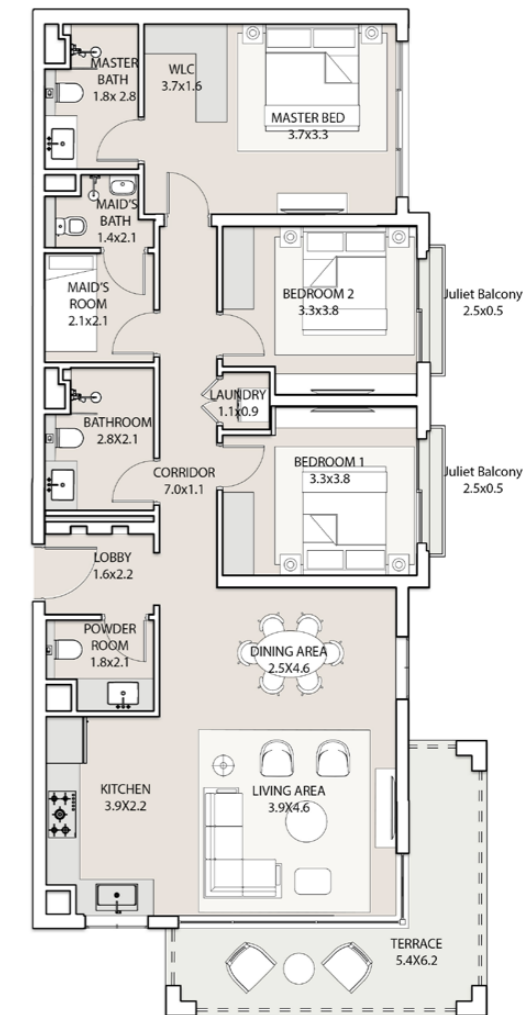 MASTER
BATH
1.8x 2.8
WLC
3.7x1.6
MASTER BED
3.7x3.3
MAID'S
BATH
1.4x2.1
MAID'S
ROOM
2.1x2.1
BEDROOM 2
3.3x3.8
Juliet Balcony
2.5x0.5
LAUNDRY
1.1x0.9
BATHROOM
2.8X2.1
CORRIDOR
7.0x1.1
BEDROOM 1
3.3x3.8
Juliet Balcony
2.5x0.5
LOBBY
1.6x2.2
POWDER
ROOM
1.8x2.1
DINING AREA
2.5X4.6
KITCHEN
3.9X2.2
LIVING AREA
3.9X4.6
TERRACE
5.4X6.2